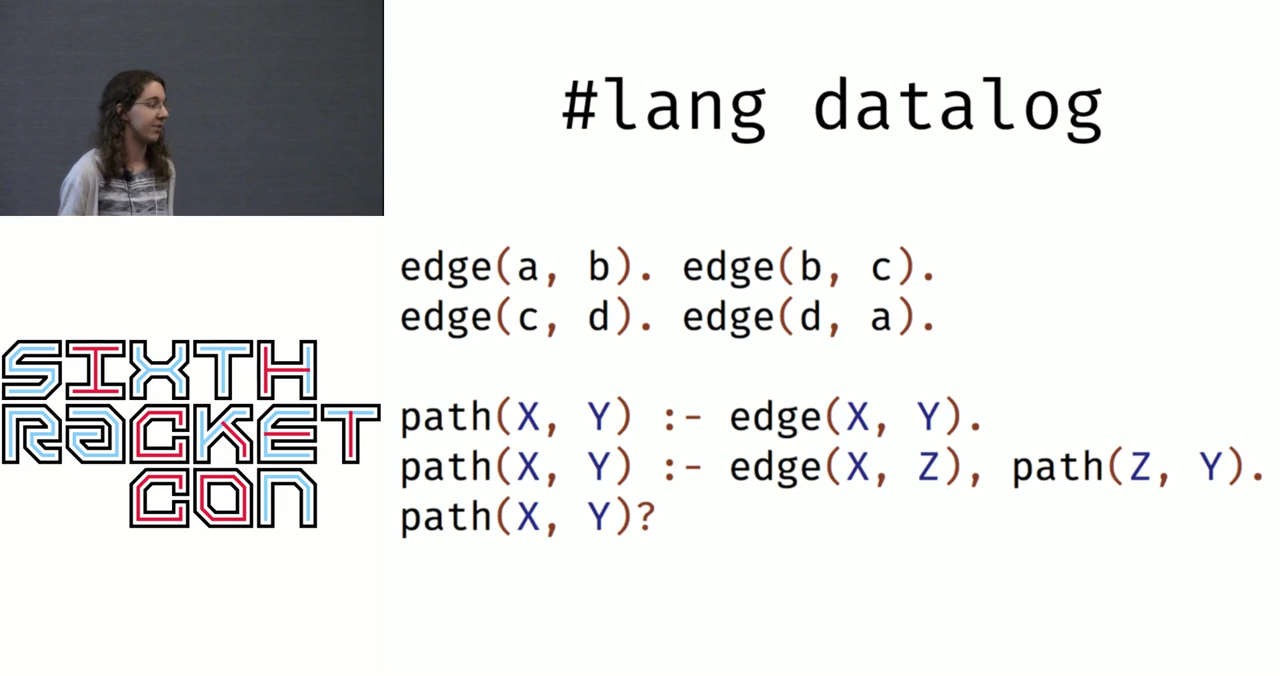 #lang datalog
edge(a, b). edge(b, c).
edge(c, d). edge(d, a).
path(X, Y) :- edge(X, Y).
path(X, Y) :- edge(X, Z), path(Z, Y).
path(X, Y)?
SIXTH
RACKET
CON